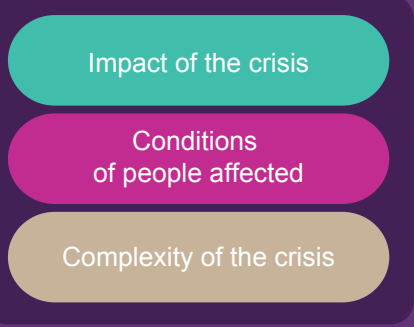 Impact of the crisis
Conditions
of people affected
Complexity of the crisis